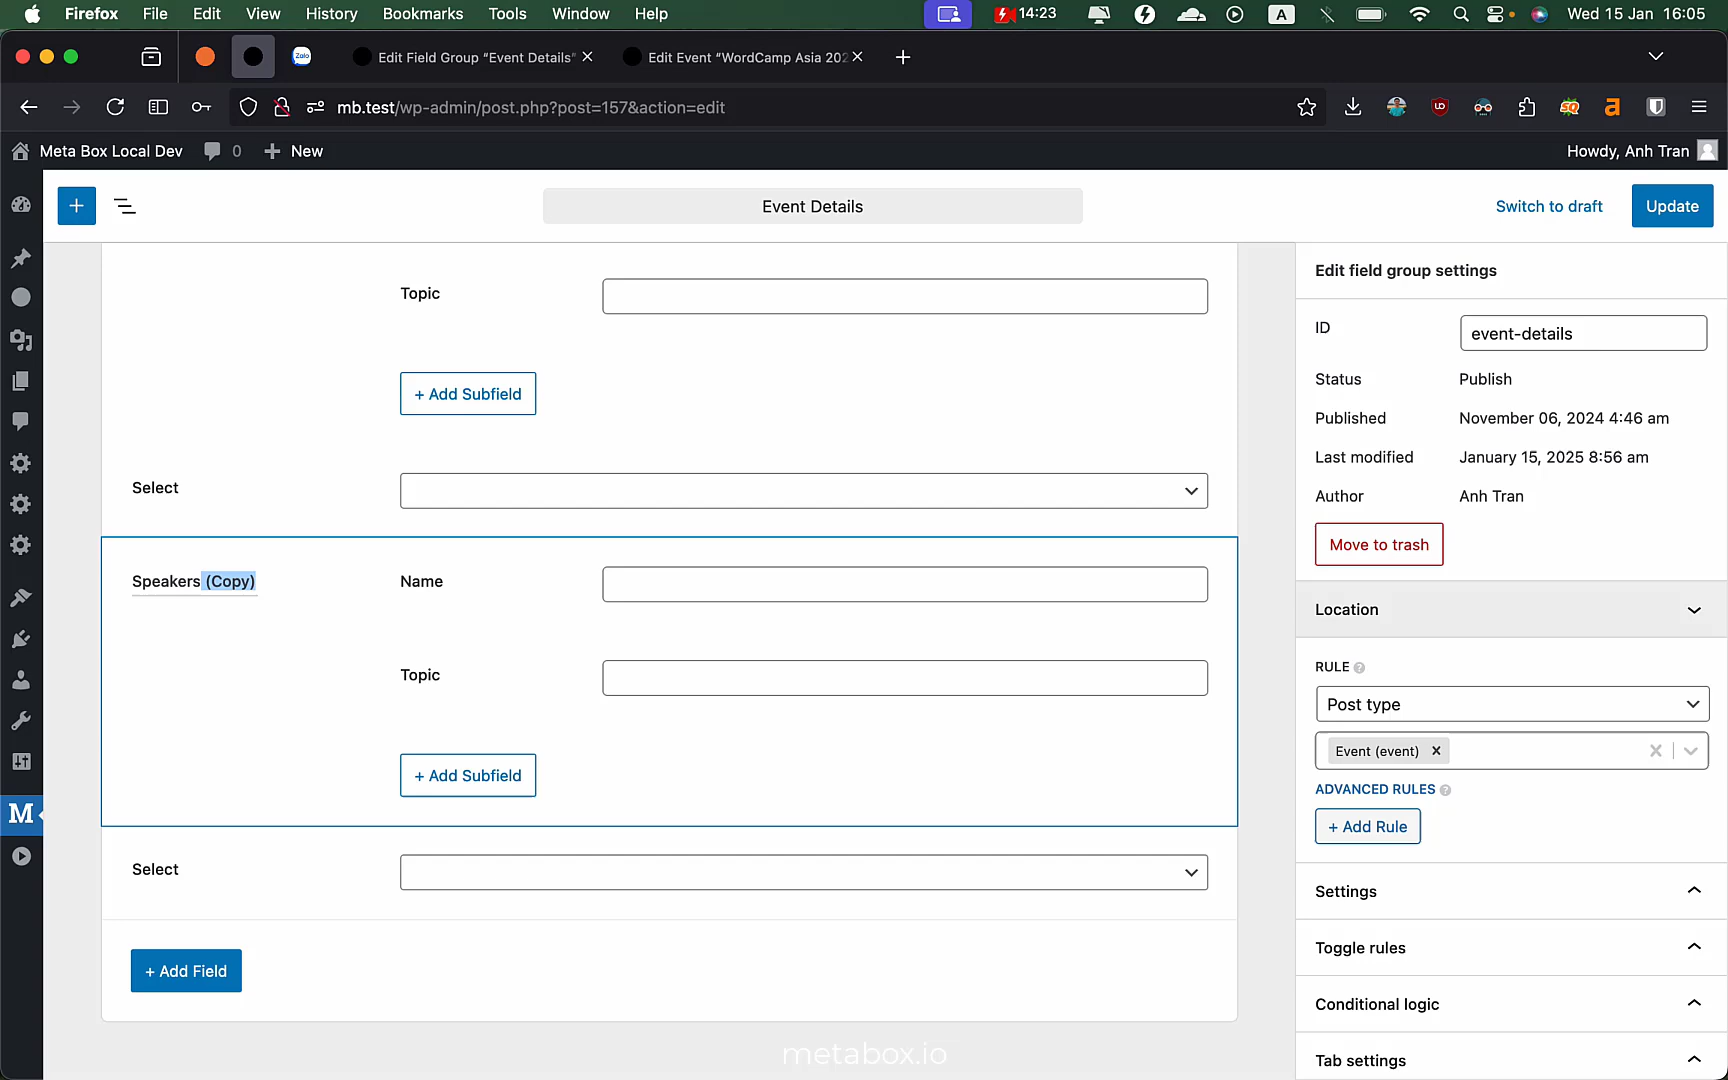 Firefox File Edit View History Bookmarks Tools Window Help 14:23 A Wed 15 Jan 16:05
Zalo Edit Field Group “Event Details” Edit Event “WordCamp Asia 202
mb.test/wp-admin/post.php?post=157&action=edit
Meta Box Local Dev 0 New Howdy, Anh Tran
Event Details Switch to draft Update
Edit field group settings
Topic
ID event-details
Status Publish
+ Add Subfield
Published November 06, 2024 4:46 am
Last modified January 15, 2025 8:56 am
Select
Author Anh Tran
Move to trash
Speakers (Copy) Name
Location
Topic
RULE
Post type
Event (event)
+ Add Subfield
ADVANCED RULES
+ Add Rule
Select
Settings
Toggle rules
+ Add Field
Conditional logic
metabox.io
Tab settings
M